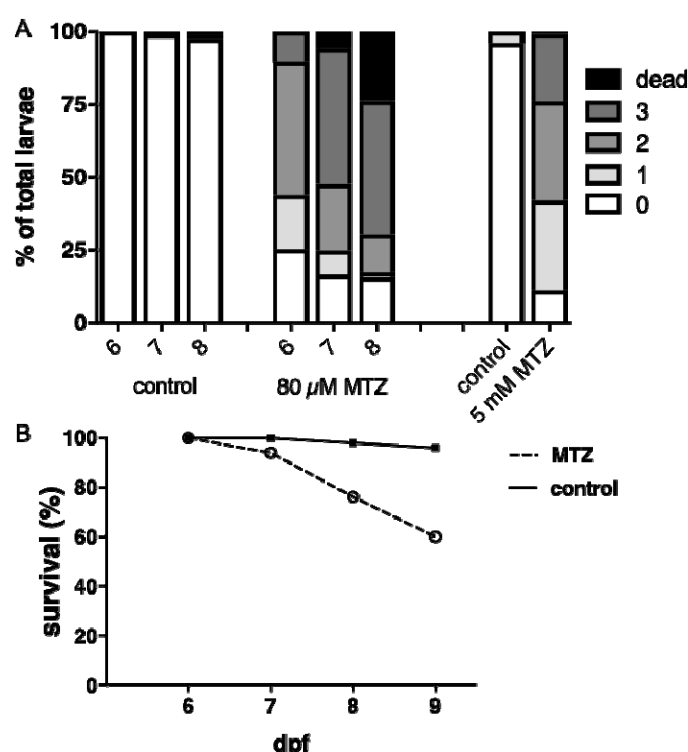 A
% of total larvae
100
75
50
25
0
dead
3
2
1
0
6 7 8 6 7 8 control 5 mM MTZ
control 80 µM MTZ
B
survival (%)
100
80
60
40
20
0
MTZ
control
6 7 8 9
dpf